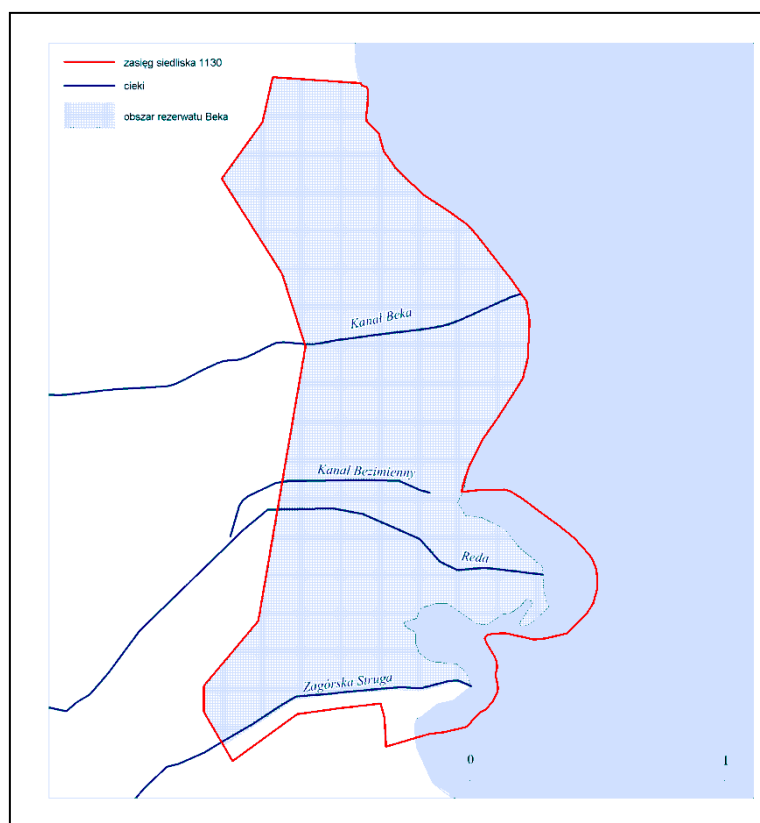 zasięg siedliska 1130
cieki
obszar rezerwatu Beka
Kanał Beka
Kanał Bezimienny
Reda
Zagórska Struga
0 1